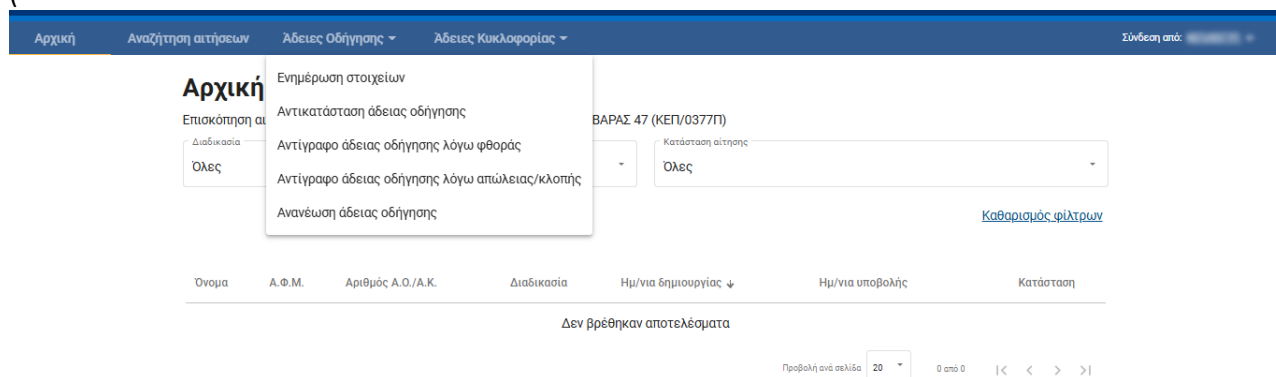 (
Αρχική Αναζήτηση αιτήσεων Άδειες Οδήγησης Άδειες Κυκλοφορίας Σύνδεση από:
Αρχική
Επισκόπηση αι ΒΑΡΑΣ 47 (ΚΕΠ/0377Π)
Ενημέρωση στοιχείων
Αντικατάσταση άδειας οδήγησης
Αντίγραφο άδειας οδήγησης λόγω φθοράς
Αντίγραφο άδειας οδήγησης λόγω απώλειας/κλοπής
Ανανέωση άδειας οδήγησης
Διαδικασία
Όλες
Κατάσταση αίτησης
Όλες
Καθαρισμός φίλτρων
Όνομα Α.Φ.Μ. Αριθμός Α.Ο./Α.Κ. Διαδικασία Ημ/νια δημιουργίας Ημ/νια υποβολής Κατάσταση
Δεν βρέθηκαν αποτελέσματα
Προβολή ανά σελίδα 20 0 από 0